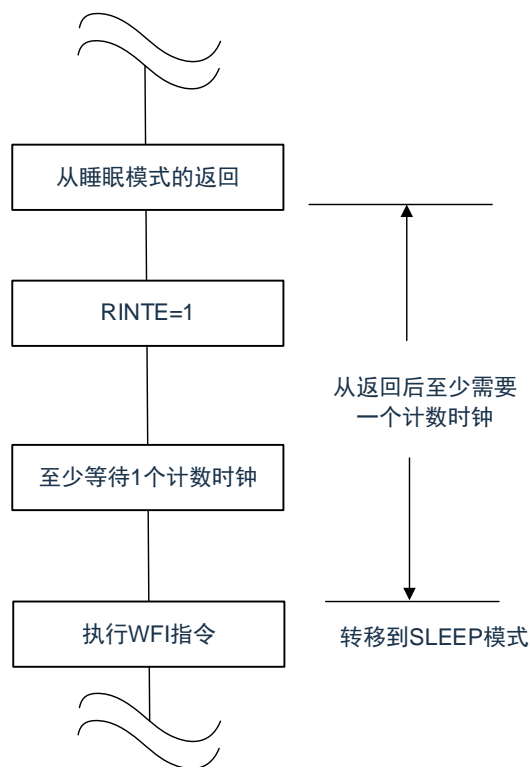 从睡眠模式的返回
RINTE=1
从返回后至少需要
一个计数时钟
至少等待1个计数时钟
执行WFI指令
转移到SLEEP模式